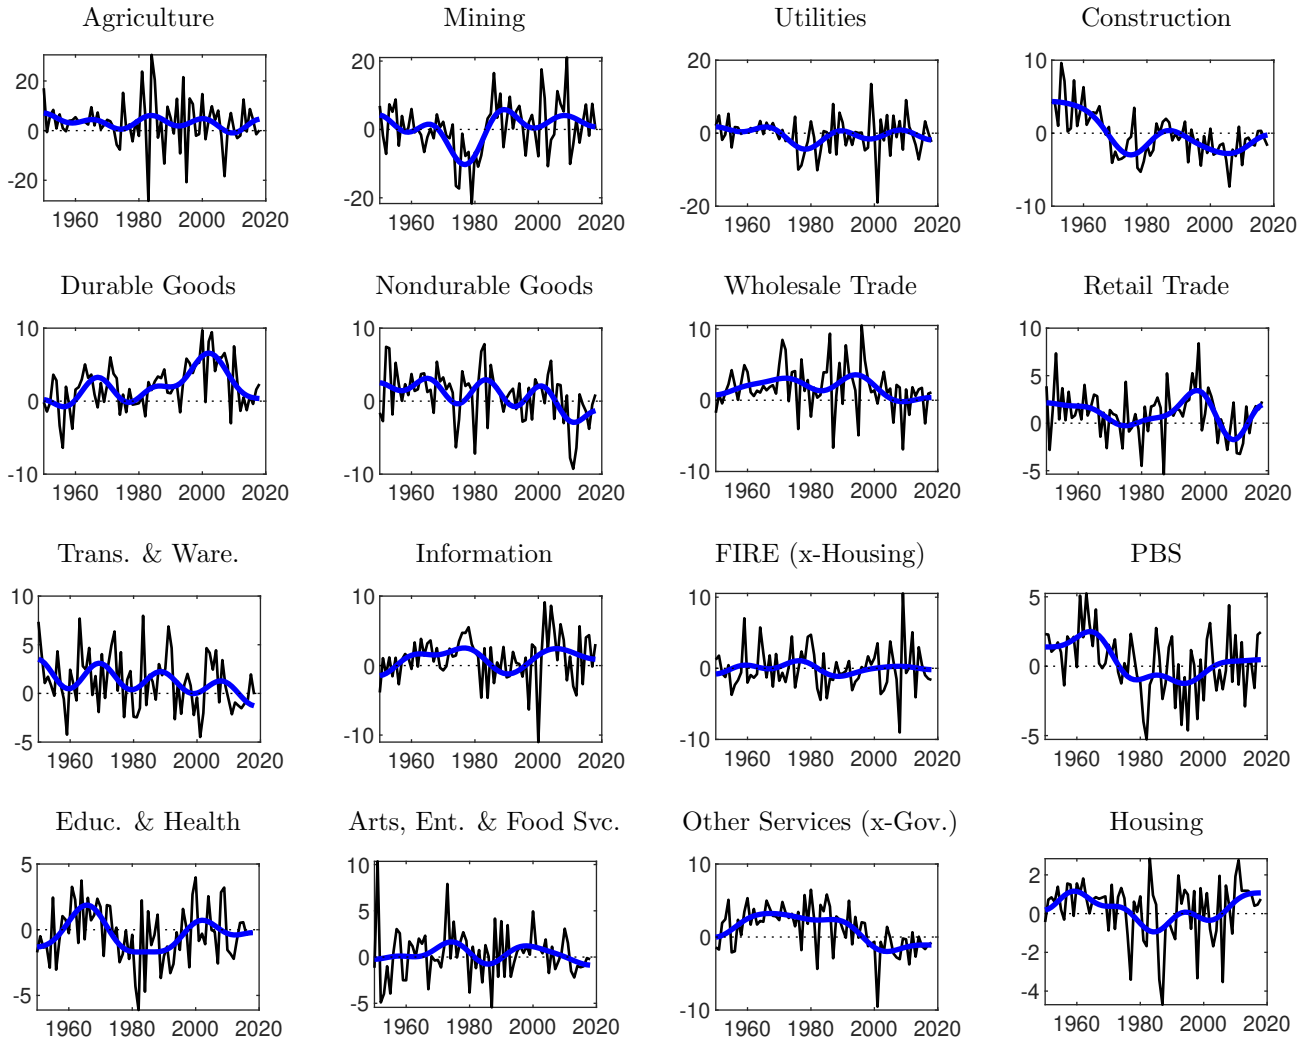 Agriculture Mining Utilities Construction
20 20 20 10
0 0 0 0
-20 -20 -20 -10
1960 1980 2000 2020 1960 1980 2000 2020 1960 1980 2000 2020 1960 1980 2000 2020
Durable Goods Nondurable Goods Wholesale Trade Retail Trade
10 10 10 10
5
0 0 0 0
-10 -10 -10 -5
1960 1980 2000 2020 1960 1980 2000 2020 1960 1980 2000 2020 1960 1980 2000 2020
Trans. & Ware. Information FIRE (x-Housing) PBS
10 10 10 5
5
0 0 0 0
-5 -10 -10 -5
1960 1980 2000 2020 1960 1980 2000 2020 1960 1980 2000 2020 1960 1980 2000 2020
Educ. & Health Arts, Ent. & Food Svc. Other Services (x-Gov.) Housing
5 10 10 2
5
0 0 0 0
-2
-5 -5 -10 -4
1960 1980 2000 2020 1960 1980 2000 2020 1960 1980 2000 2020 1960 1980 2000 2020